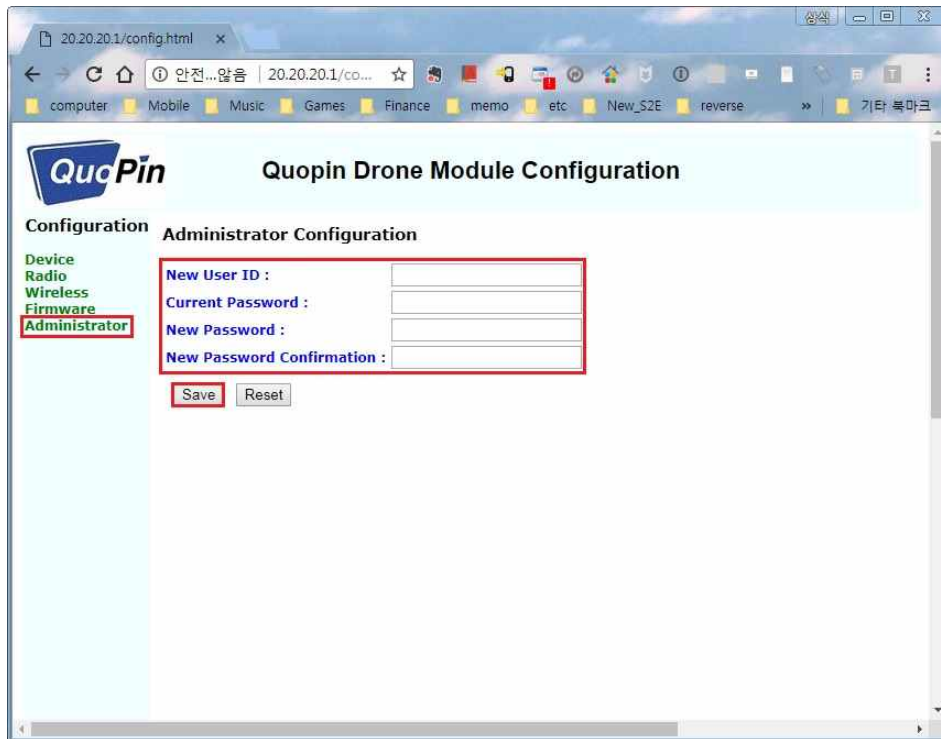 상식
20.20.20.1/config.html
안전...않음 20.20.20.1/co...
computer Mobile Music Games Finance memo etc New_S2E reverse » 기타 북마크
QuoPin
Quopin Drone Module Configuration
Configuration
Device
Radio
Wireless
Firmware
Administrator
Administrator Configuration
New User ID :
Current Password :
New Password :
New Password Confirmation :
Save Reset